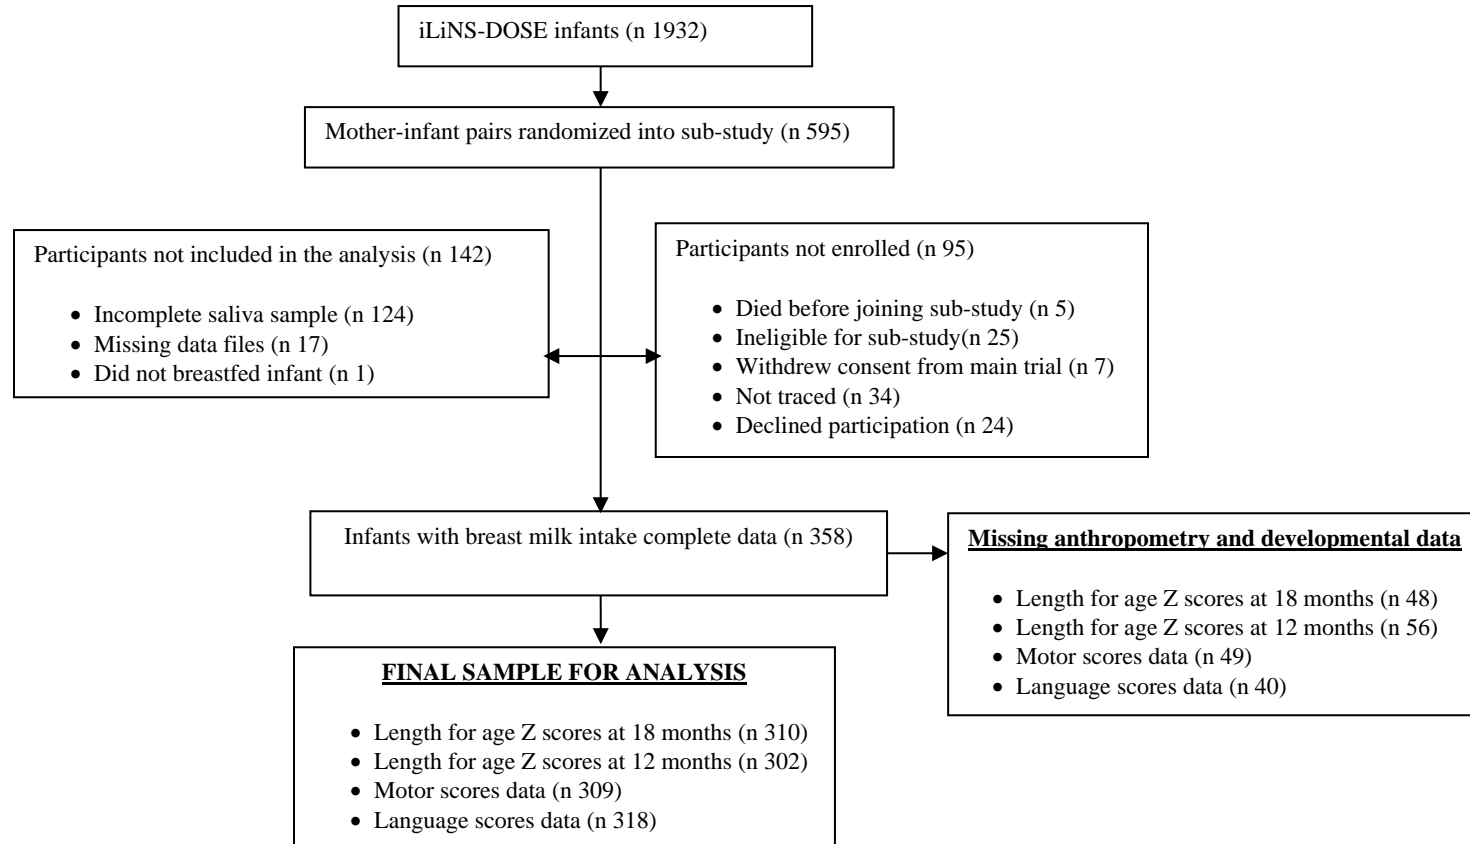 iLiNS-DOSE infants (n 1932)
Mother-infant pairs randomized into sub-study (n 595)
Participants not included in the analysis (n 142)
• Incomplete saliva sample (n 124)
• Missing data files (n 17)
• Did not breastfed infant (n 1)
Participants not enrolled (n 95)
• Died before joining sub-study (n 5)
• Ineligible for sub-study(n 25)
• Withdrew consent from main trial (n 7)
• Not traced (n 34)
• Declined participation (n 24)
Infants with breast milk intake complete data (n 358)
Missing anthropometry and developmental data
• Length for age Z scores at 18 months (n 48)
• Length for age Z scores at 12 months (n 56)
• Motor scores data (n 49)
• Language scores data (n 40)
FINAL SAMPLE FOR ANALYSIS
• Length for age Z scores at 18 months (n 310)
• Length for age Z scores at 12 months (n 302)
• Motor scores data (n 309)
• Language scores data (n 318)